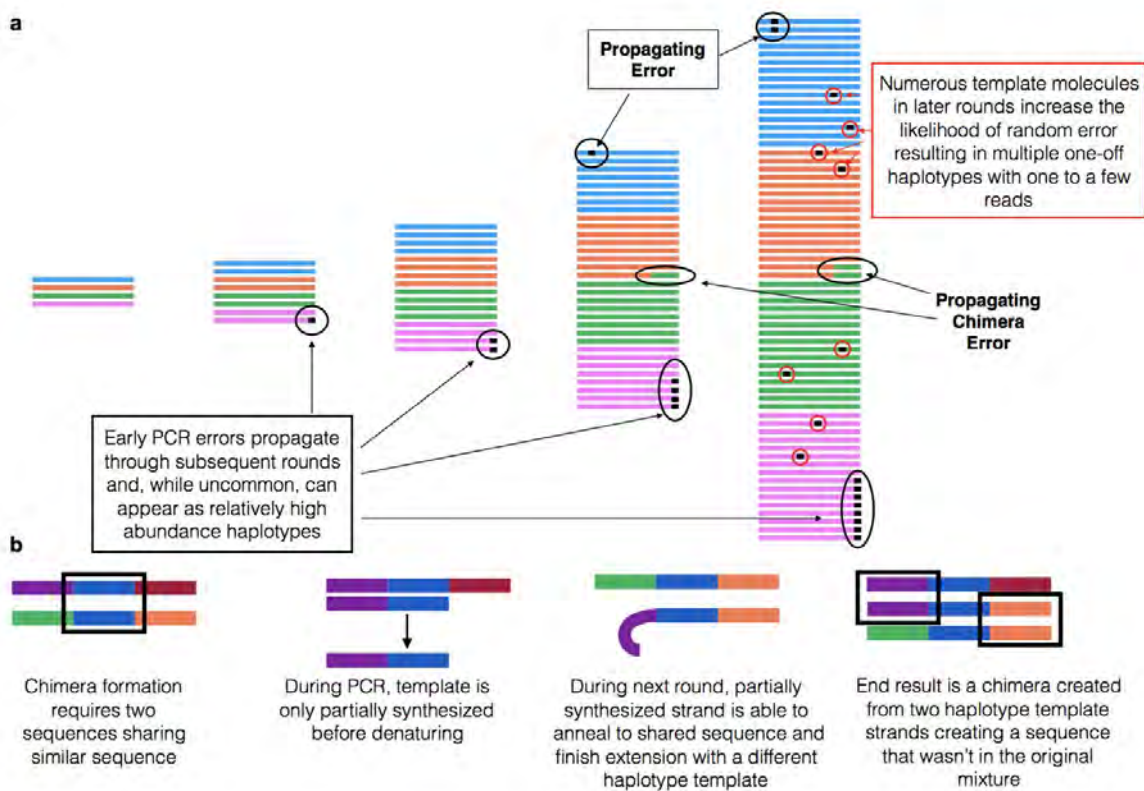 a
Propagating
Error
Numerous template molecules
in later rounds increase the
likelihood of random error
resulting in multiple one-off
haplotypes with one to a few
reads
Propagating
Chimera
Error
Early PCR errors propagate
through subsequent rounds
and, while uncommon, can
appear as relatively high
abundance haplotypes
b
Chimera formation
requires two
sequences sharing
similar sequence
During PCR, template is
only partially synthesized
before denaturing
During next round, partially
synthesized strand is able to
anneal to shared sequence and
finish extension with a different
haplotype template
End result is a chimera created
from two haplotype template
strands creating a sequence
that wasn't in the original
mixture